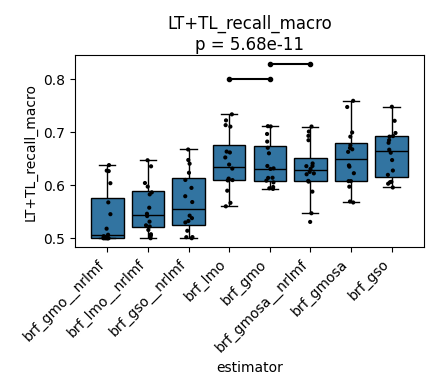 LT+TL_recall_macro
p = 5.68e-11
LT+TL_recall_macro
0.8
0.7
0.6
0.5
brf_gmo__nrlmf
brf_lmo__nrlmf
brf_gso__nrlmf
brf_lmo
brf_gmo
brf_gmosa__nrlmf
brf_gmosa
brf_gso
estimator